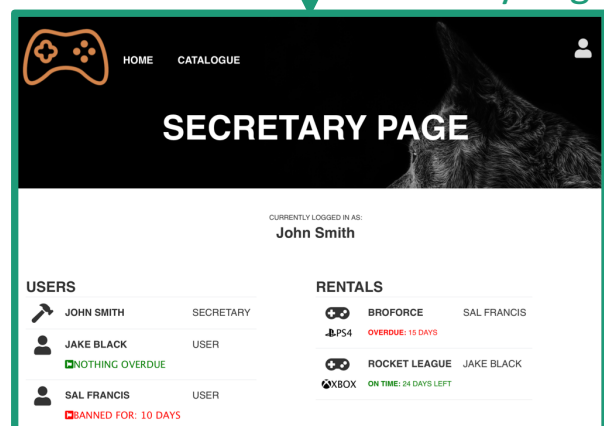 HOME CATALOGUE
SECRETARY PAGE
CURRENTLY LOGGED IN AS:
John Smith
USERS
JOHN SMITH SECRETARY
JAKE BLACK USER
NOTHING OVERDUE
SAL FRANCIS USER
BANNED FOR: 10 DAYS
RENTALS
BROFORCE SAL FRANCIS
PS4 OVERDUE: 15 DAYS
ROCKET LEAGUE JAKE BLACK
XBOX ON TIME: 24 DAYS LEFT